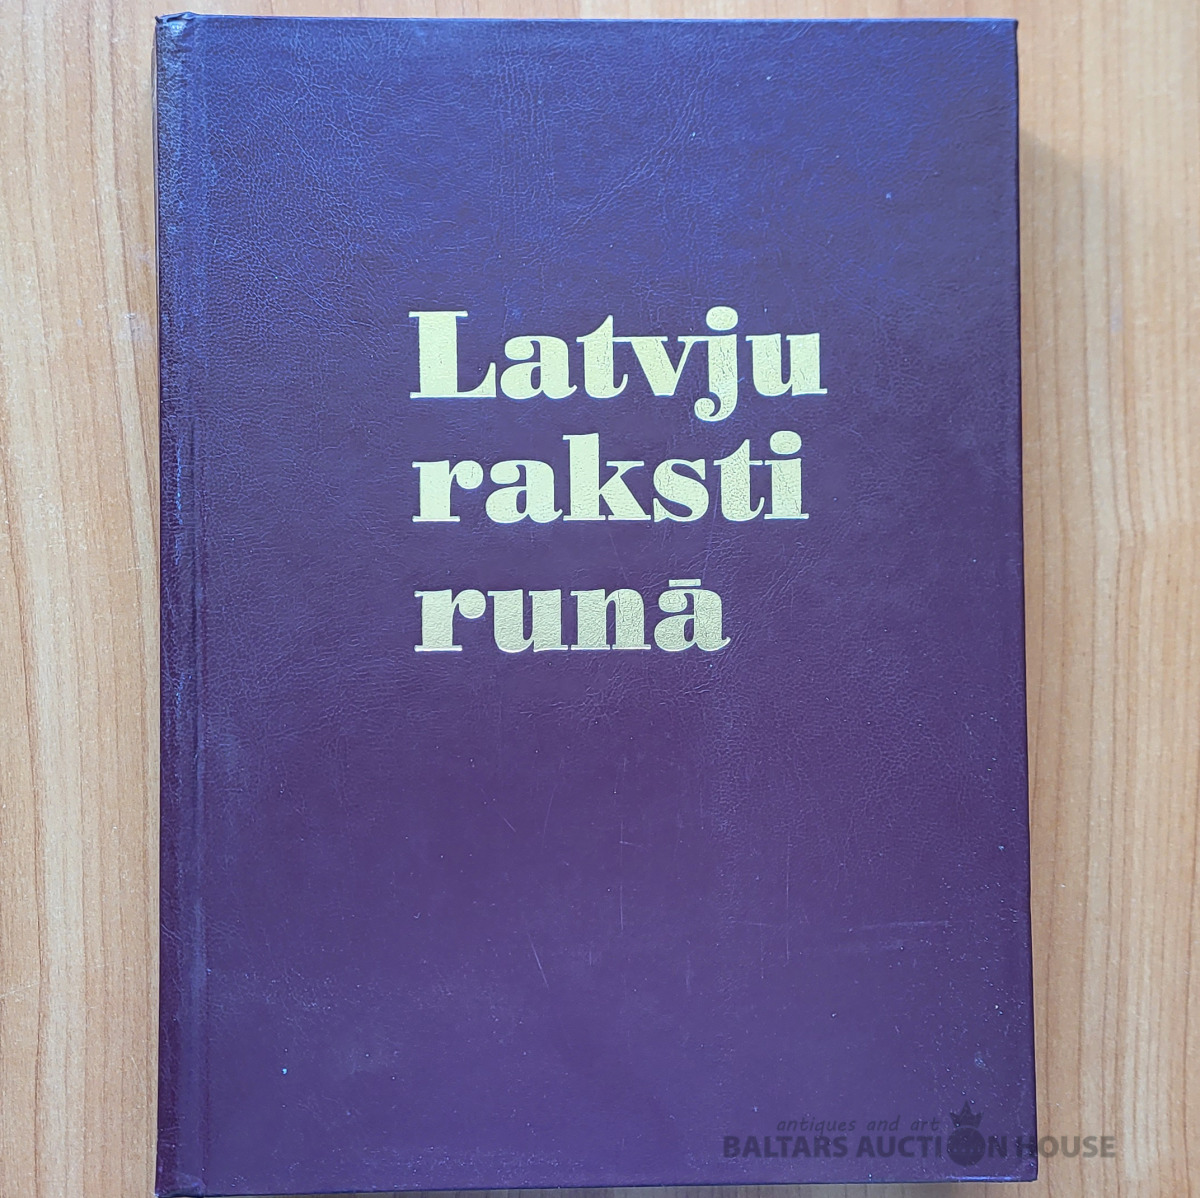 Latvju
raksti
runā
antiques and art
BALTARS AUCTION HOUSE